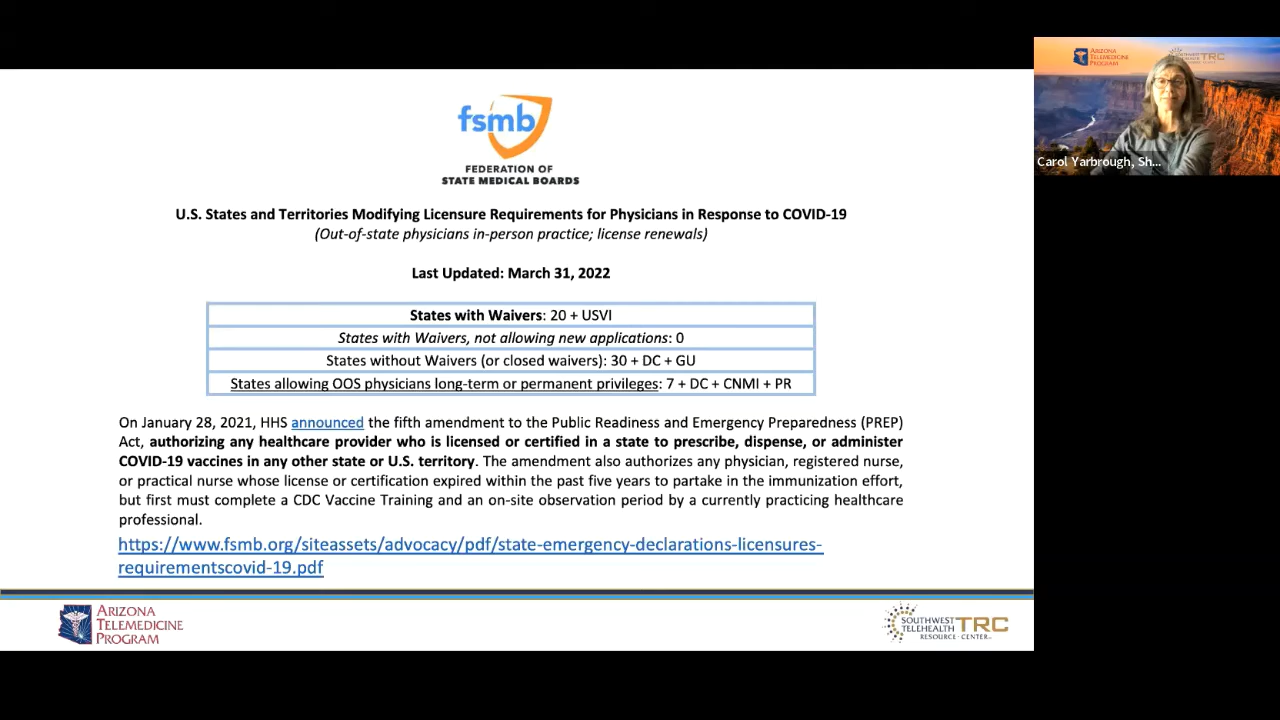 fsmb
FEDERATION OF
STATE MEDICAL BOARDS
U.S. States and Territories Modifying Licensure Requirements for Physicians in Response to COVID-19
(Out-of-state physicians in-person practice; license renewals)
Last Updated: March 31, 2022
States with Waivers: 20 + USVI
States with Waivers, not allowing new applications: 0
States without Waivers (or closed waivers): 30 + DC + GU
States allowing OOS physicians long-term or permanent privileges: 7 + DC + CNMI + PR
On January 28, 2021, HHS announced the fifth amendment to the Public Readiness and Emergency Preparedness (PREP)
Act, authorizing any healthcare provider who is licensed or certified in a state to prescribe, dispense, or administer
COVID-19 vaccines in any other state or U.S. territory. The amendment also authorizes any physician, registered nurse,
or practical nurse whose license or certification expired within the past five years to partake in the immunization effort,
but first must complete a CDC Vaccine Training and an on-site observation period by a currently practicing healthcare
professional.
https://www.fsmb.org/siteassets/advocacy/pdf/state-emergency-declarations-licensures-
requirementscovid-19.pdf
ARIZONA
TELEMEDICINE
PROGRAM
SOUTHWEST
TELEHEALTH
RESOURCE CENTER
TRC
ARIZONA
TELEMEDICINE
PROGRAM
TRC
Carol Yarbrough, Sh...